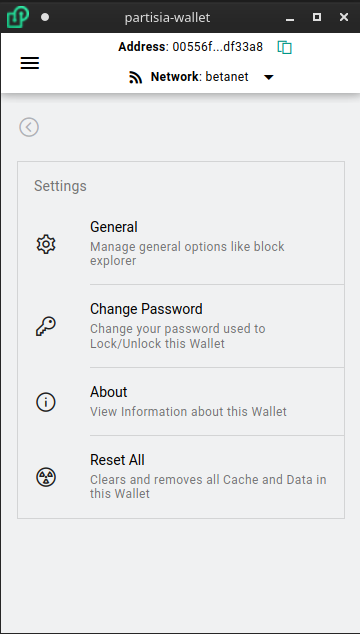 partisia-wallet
Address: 00556f...df33a8
Network: betanet
Settings
General
Manage general options like block
explorer
Change Password
Change your password used to
Lock/Unlock this Wallet
About
View Information about this Wallet
Reset All
Clears and removes all Cache and Data in
this Wallet